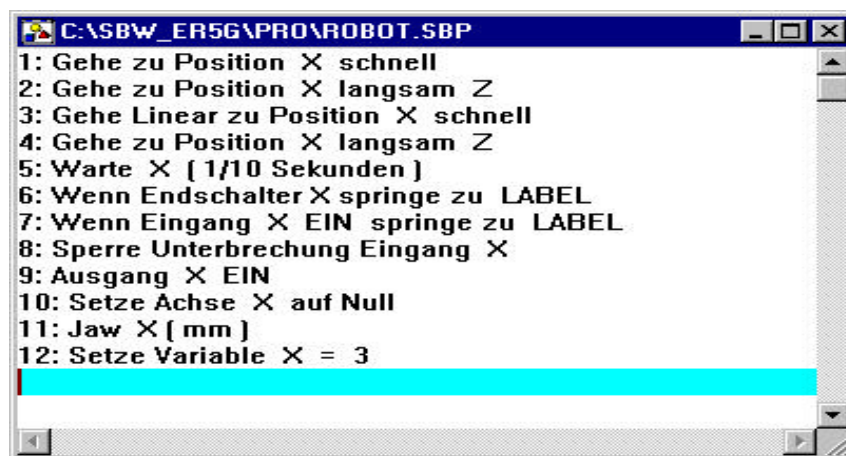 C:\SBW_ER5G\PRO\ROBOT.SBP
1: Gehe zu Position X schnell
2: Gehe zu Position X langsam Z
3: Gehe Linear zu Position X schnell
4: Gehe zu Position X langsam Z
5: Warte X ( 1/10 Sekunden )
6: Wenn Endschalter X springe zu LABEL
7: Wenn Eingang X EIN springe zu LABEL
8: Sperre Unterbrechung Eingang X
9: Ausgang X EIN
10: Setze Achse X auf Null
11: Jaw X ( mm )
12: Setze Variable X = 3